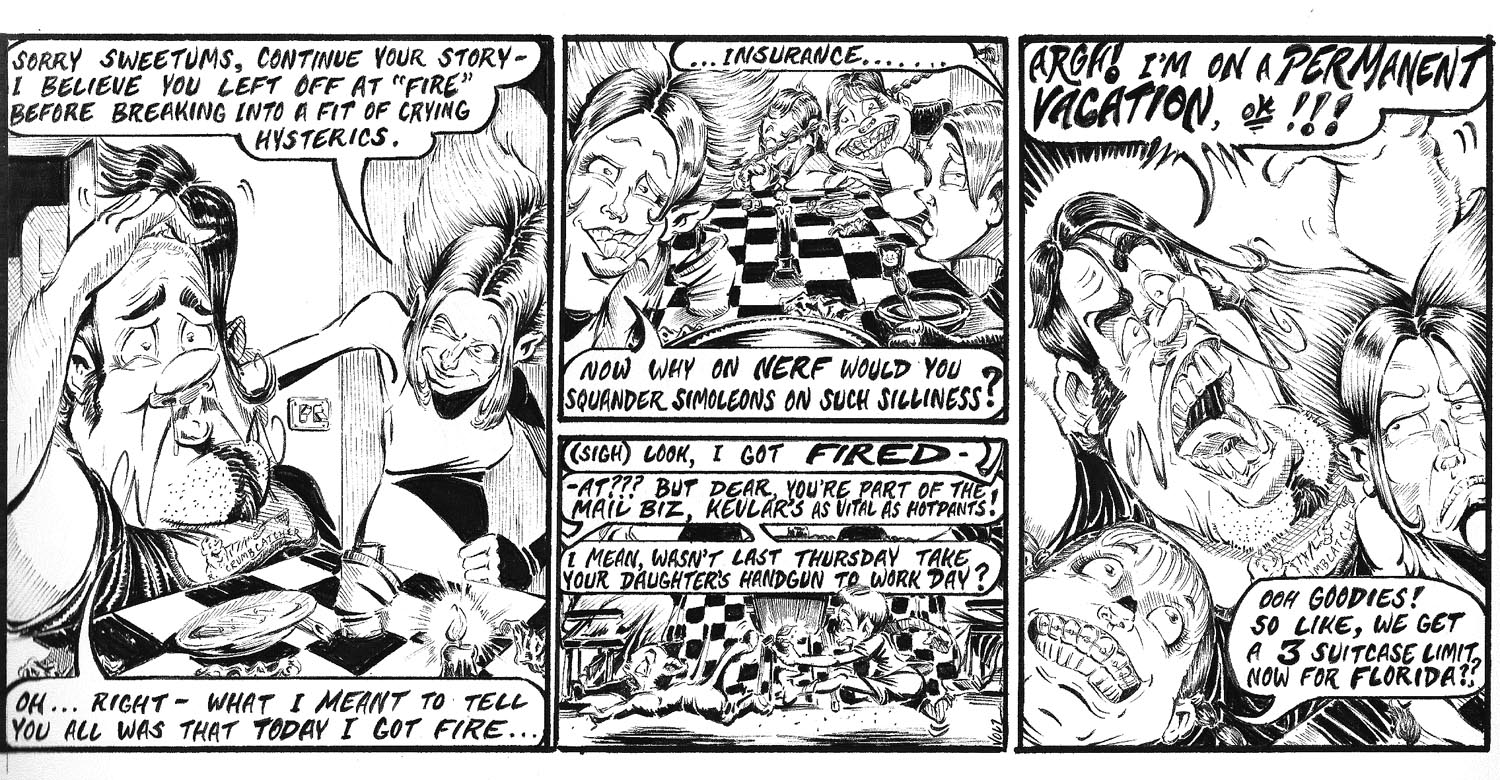 SORRY SWEETUMS, CONTINUE YOUR STORY-
I BELIEVE YOU LEFT OFF AT "FIRE"
BEFORE BREAKING INTO A FIT OF CRYING
HYSTERICS.
OH... RIGHT- WHAT I MEANT TO TELL
YOU ALL WAS THAT TODAY I GOT FIRE...
...INSURANCE.......
NOW WHY ON NERF WOULD YOU
SQUANDER SIMOLEONS ON SUCH SILLINESS?
(SIGH) LOOK, I GOT FIRED-
-AT??? BUT DEAR, YOU'RE PART OF THE
MAIL BIZ, KEVLAR'S AS VITAL AS HOTPANTS!
I MEAN, WASN'T LAST THURSDAY TAKE
YOUR DAUGHTER'S HANDGUN TO WORK DAY?
ARGH! I'M ON A PERMANENT
VACATION, OK!!!
OOH GOODIES!
SO LIKE, WE GET
A 3 SUITCASE LIMIT
NOW FOR FLORIDA??